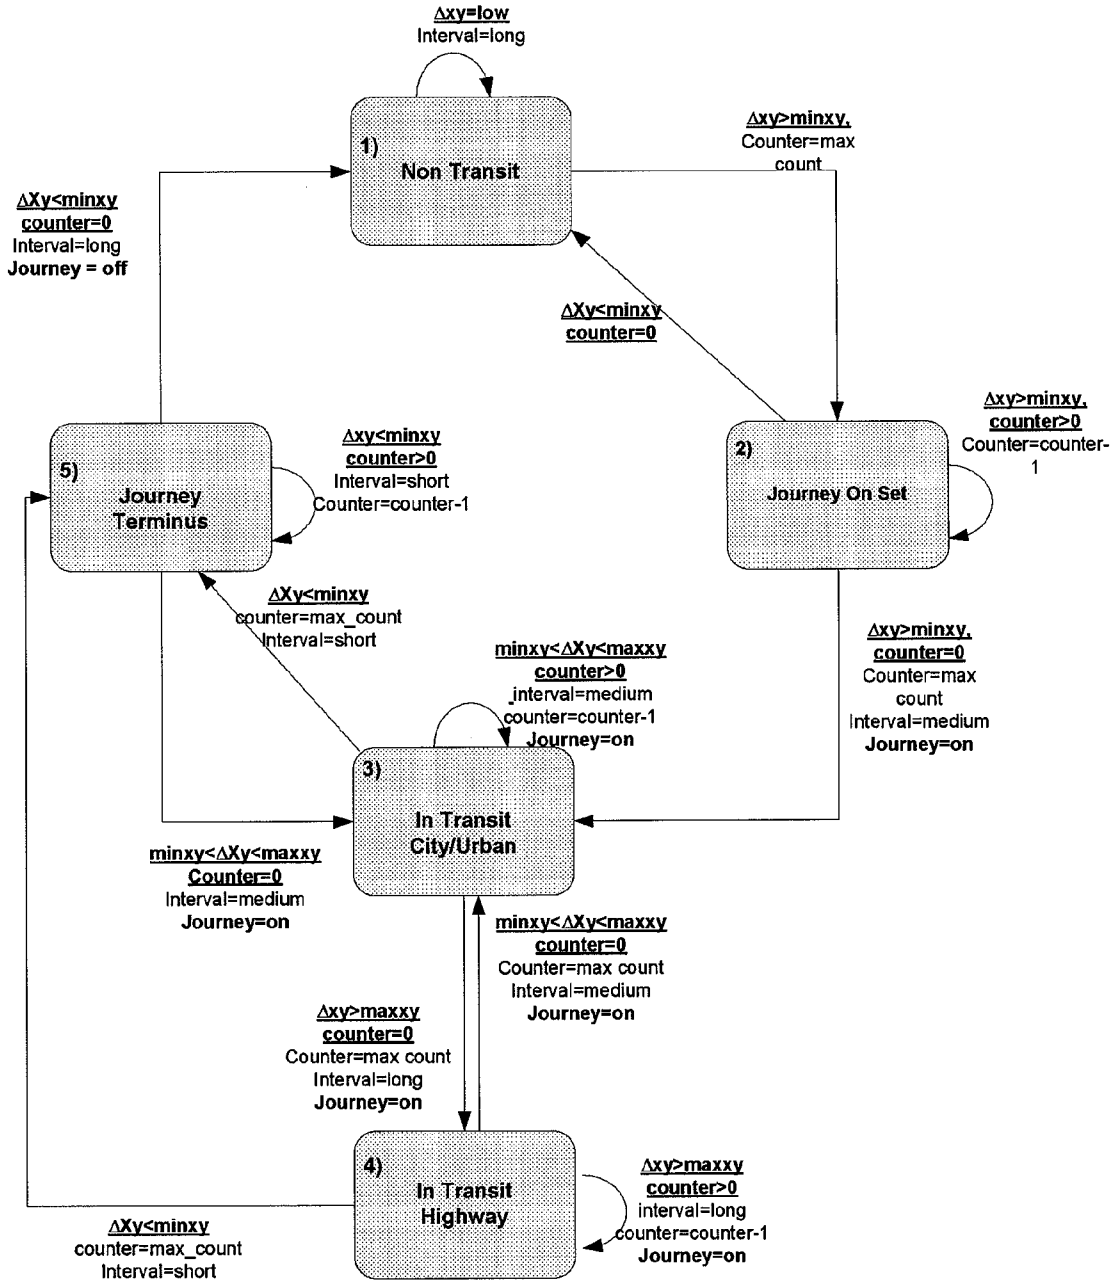 Δxy=low
Interval=long
1)
Non Transit
Δxy>minxy,
Counter=max
count
ΔXy<minxy
counter=0
Interval=long
Journey = off
ΔXy<minxy
counter=0
Δxy>minxy,
counter>0
Counter=counter-
1
2)
Journey On Set
5)
Journey
Terminus
Δxy<minxy
counter>0
Interval=short
Counter=counter-1
ΔXy<minxy
counter=max_count
Interval=short
minxy<ΔXy<maxxy
counter>0
interval=medium
counter=counter-1
Journey=on
Δxy>minxy,
counter=0
Counter=max
count
Interval=medium
Journey=on
3)
In Transit
City/Urban
minxy<ΔXy<maxxy
Counter=0
Interval=medium
Journey=on
minxy<ΔXy<maxxy
counter=0
Counter=max count
Interval=medium
Journey=on
Δxy>maxxy
counter=0
Counter=max count
Interval=long
Journey=on
4)
In Transit
Highway
Δxy>maxxy
counter>0
interval=long
counter=counter-1
Journey=on
ΔXy<minxy
counter=max_count
Interval=short